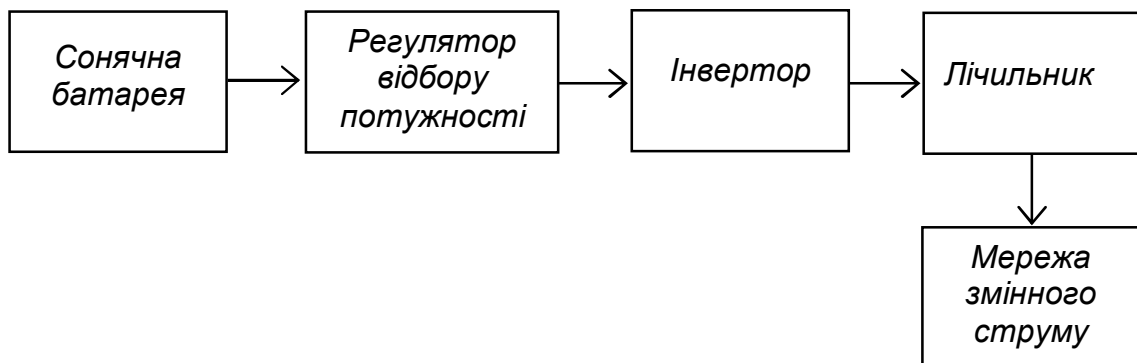 Сонячна
батарея
Регулятор
відбору
потужності
Інвертор
Лічильник
Мережа
змінного
струму